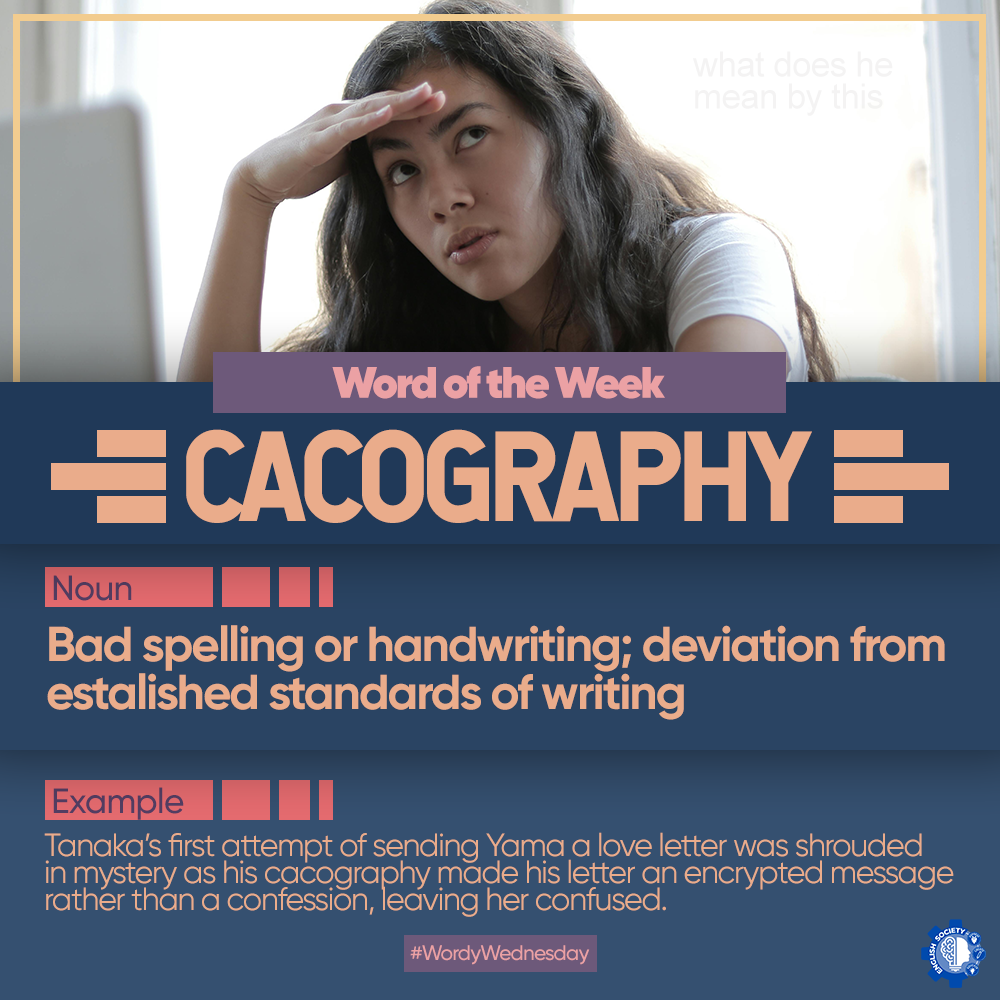 what does he
mean by this
Word of the Week
CACOGRAPHY
Noun
Bad spelling or handwriting; deviation from
estalished standards of writing
Example
Tanaka's first attempt of sending Yama a love letter was shrouded
in mystery as his cacography made his letter an encrypted message
rather than a confession, leaving her confused.
#WordyWednesday
ENGLISH SOCIETY